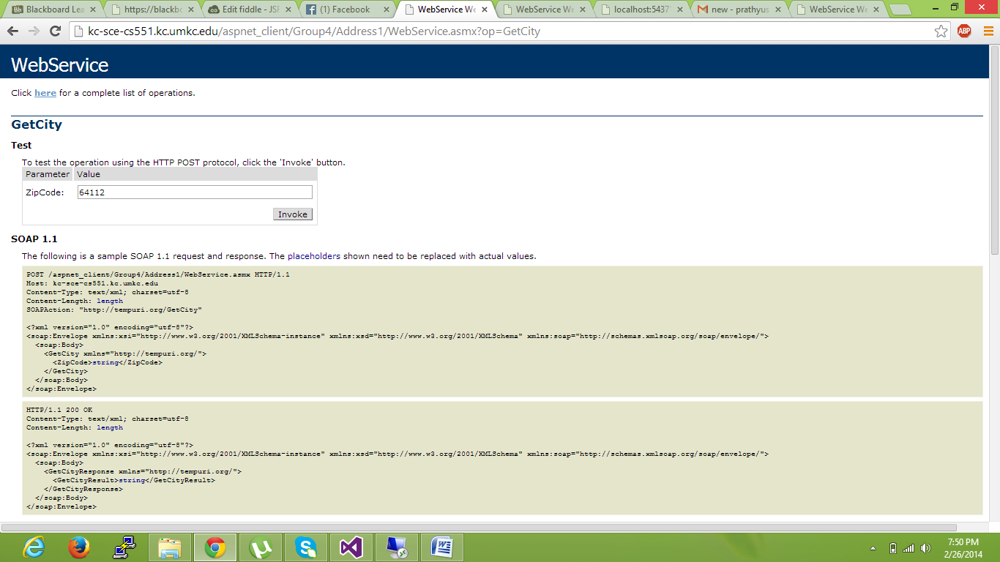 Blackboard Lea
https://blackb
Edit fiddle - JSF
(1) Facebook
WebService We
WebService We
localhost:5437
new - prathyus
WebService We
kc-sce-cs551.kc.umkc.edu/aspnet_client/Group4/Address1/WebService.asmx?op=GetCity
ABP
WebService
Click here for a complete list of operations.
GetCity
Test
To test the operation using the HTTP POST protocol, click the 'Invoke' button.
Parameter Value
ZipCode: 64112
Invoke
SOAP 1.1
The following is a sample SOAP 1.1 request and response. The placeholders shown need to be replaced with actual values.
POST /aspnet_client/Group4/Address1/WebService.asmx HTTP/1.1
Host: kc-sce-cs551.kc.umkc.edu
Content-Type: text/xml; charset=utf-8
Content-Length: length
SOAPAction: "http://tempuri.org/GetCity"
<?xml version="1.0" encoding="utf-8"?>
<soap:Envelope xmlns:xsi="http://www.w3.org/2001/XMLSchema-instance" xmlns:xsd="http://www.w3.org/2001/XMLSchema" xmlns:soap="http://schemas.xmlsoap.org/soap/envelope/">
<soap:Body>
<GetCity xmlns="http://tempuri.org/">
<ZipCode>string</ZipCode>
</GetCity>
</soap:Body>
</soap:Envelope>
HTTP/1.1 200 OK
Content-Type: text/xml; charset=utf-8
Content-Length: length
<?xml version="1.0" encoding="utf-8"?>
<soap:Envelope xmlns:xsi="http://www.w3.org/2001/XMLSchema-instance" xmlns:xsd="http://www.w3.org/2001/XMLSchema" xmlns:soap="http://schemas.xmlsoap.org/soap/envelope/">
<soap:Body>
<GetCityResponse xmlns="http://tempuri.org/">
<GetCityResult>string</GetCityResult>
</GetCityResponse>
</soap:Body>
</soap:Envelope>
7:50 PM
2/26/2014